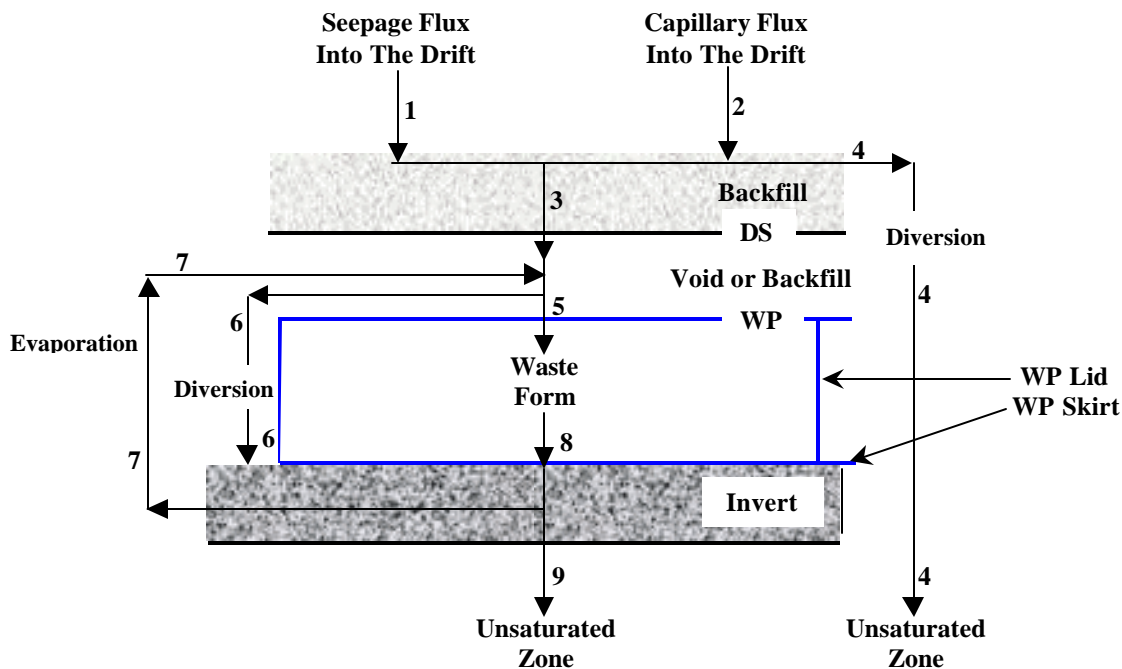 Seepage Flux
Into The Drift
Capillary Flux
Into The Drift
1
2
4
3
Backfill
DS
Diversion
7
Void or Backfill
5
4
6
WP
Evaporation
Waste
Form
Diversion
WP Lid
WP Skirt
6
8
7
Invert
9
4
Unsaturated
Zone
Unsaturated
Zone